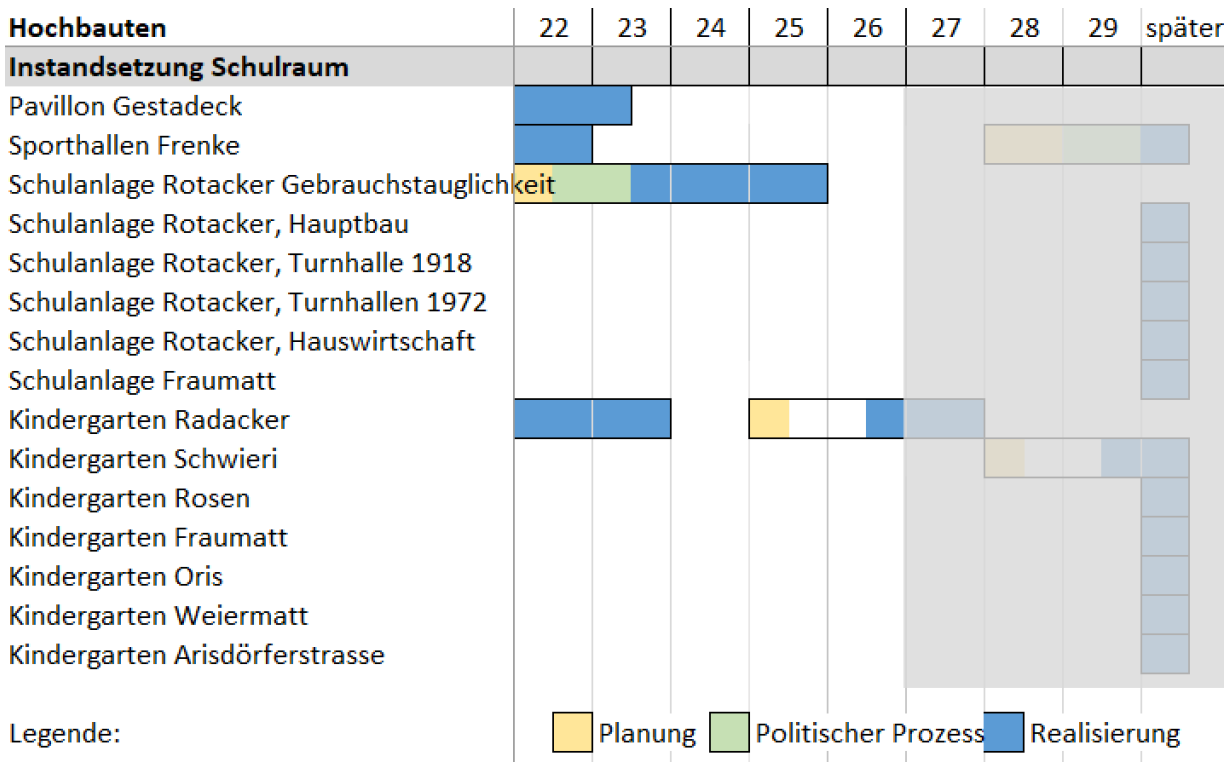 Hochbauten 22 23 24 25 26 27 28 29 später
Instandsetzung Schulraum
Pavillon Gestadeck
Sporthallen Frenke
Schulanlage Rotacker Gebrauchstauglichkeit
Schulanlage Rotacker, Hauptbau
Schulanlage Rotacker, Turnhalle 1918
Schulanlage Rotacker, Turnhallen 1972
Schulanlage Rotacker, Hauswirtschaft
Schulanlage Fraumatt
Kindergarten Radacker
Kindergarten Schwieri
Kindergarten Rosen
Kindergarten Fraumatt
Kindergarten Oris
Kindergarten Weiermatt
Kindergarten Arisdörferstrasse
Legende: Planung Politischer Prozess Realisierung